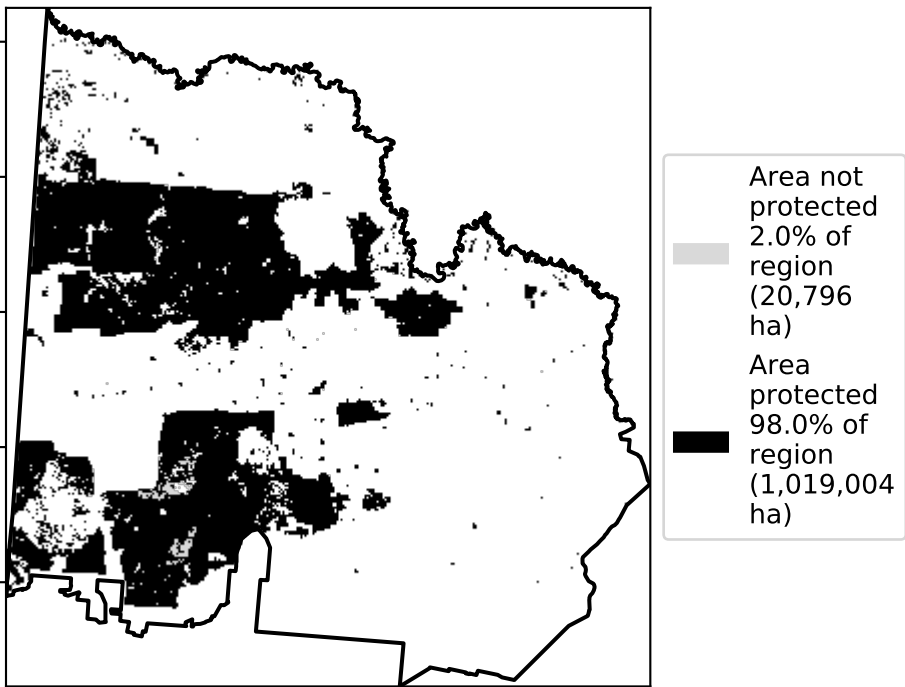 Area not
protected
2.0% of
region
(20,796
ha)
Area
protected
98.0% of
region
(1,019,004
ha)